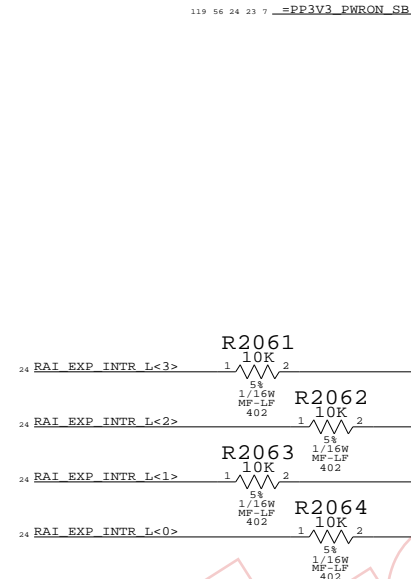 119 56 24 23 7 =PP3V3_PWRON_SB
R2061
10K
24 RAI_EXP_INTR_L<3> 1 2
5%
1/16W
MF-LF
402
R2062
10K
24 RAI_EXP_INTR_L<2> 1 2
5%
1/16W
MF-LF
402
R2063
10K
24 RAI_EXP_INTR_L<1> 1 2
5%
1/16W
MF-LF
402
R2064
10K
24 RAI_EXP_INTR_L<0> 1 2
5%
1/16W
MF-LF
402